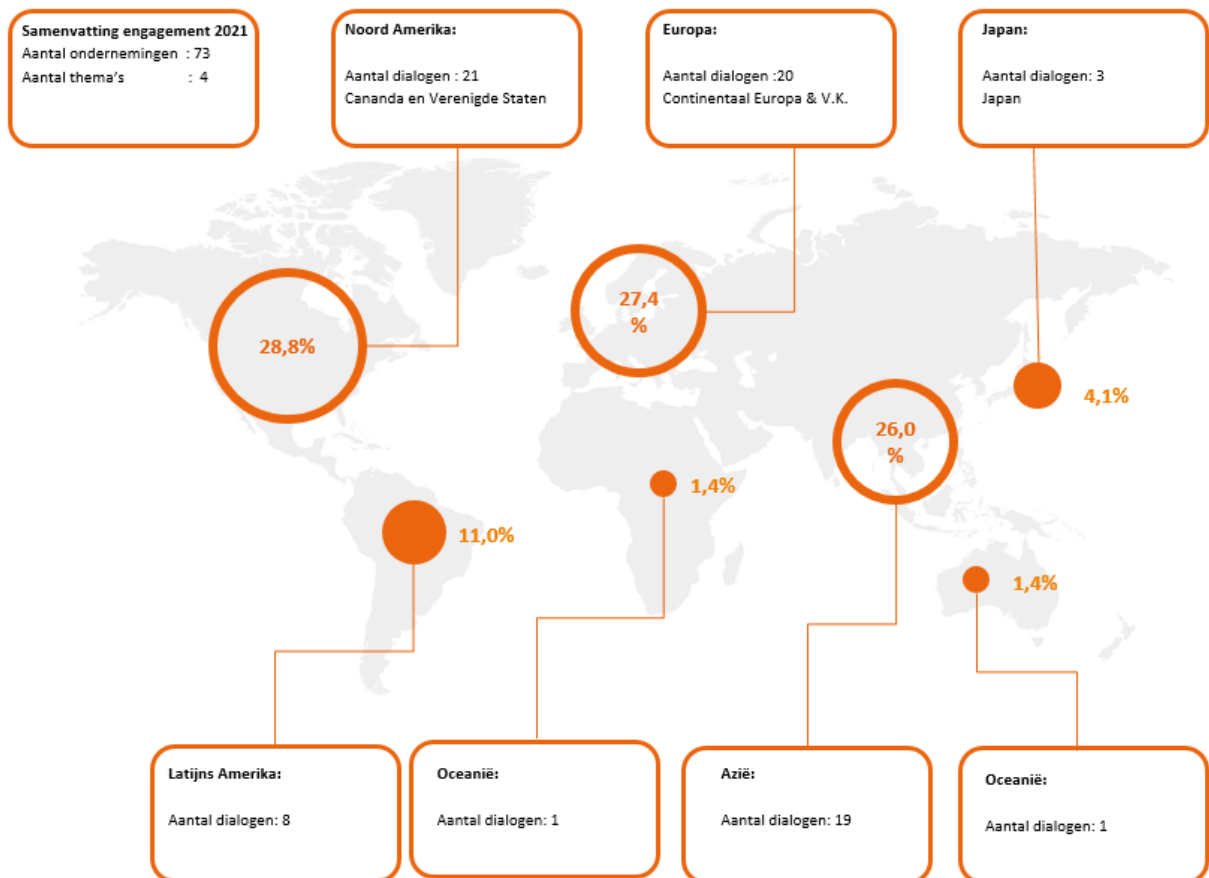 Samenvatting engagement 2021
Aantal ondernemingen : 73
Aantal thema's : 4
Noord Amerika:
Aantal dialogen : 21
Cananda en Verenigde Staten
Europa:
Aantal dialogen :20
Continentaal Europa & V.K.
Japan:
Aantal dialogen: 3
Japan
28,8%
27,4
%
4,1%
26,0
%
1,4%
11,0%
1,4%
Latijns Amerika:
Aantal dialogen: 8
Oceanië:
Aantal dialogen: 1
Azië:
Aantal dialogen: 19
Oceanië:
Aantal dialogen: 1